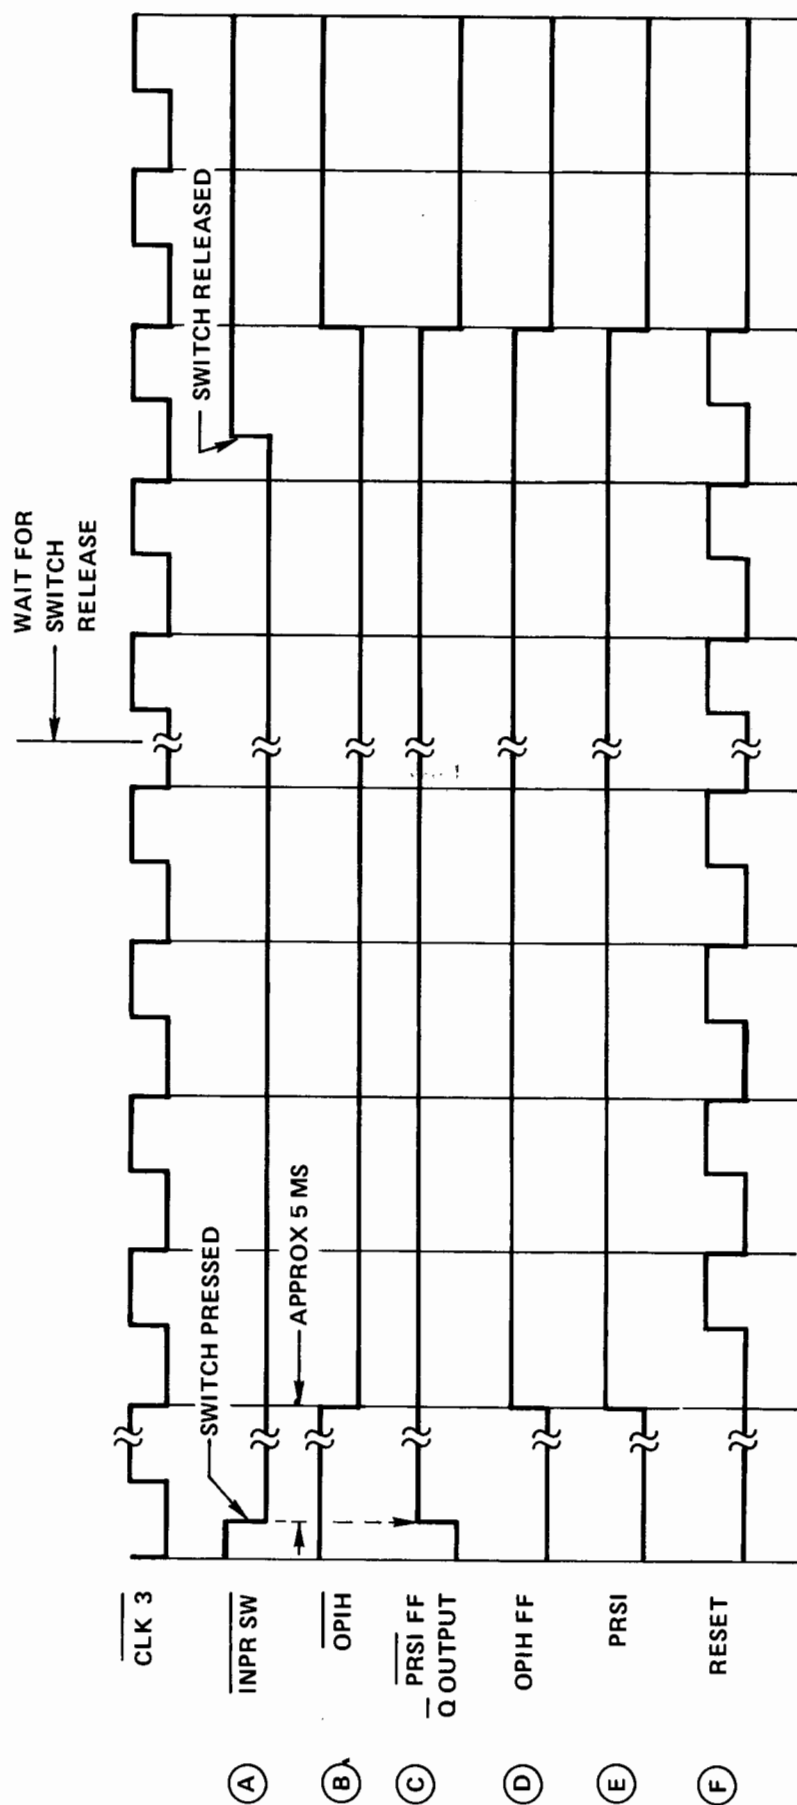 WAIT FOR
SWITCH
RELEASE
SWITCH RELEASED
SWITCH PRESSED
APPROX 5 MS
CLK 3
A INPR SW
B OPIH
C PRSI FF
Q OUTPUT
D OPIH FF
E PRSI
F RESET